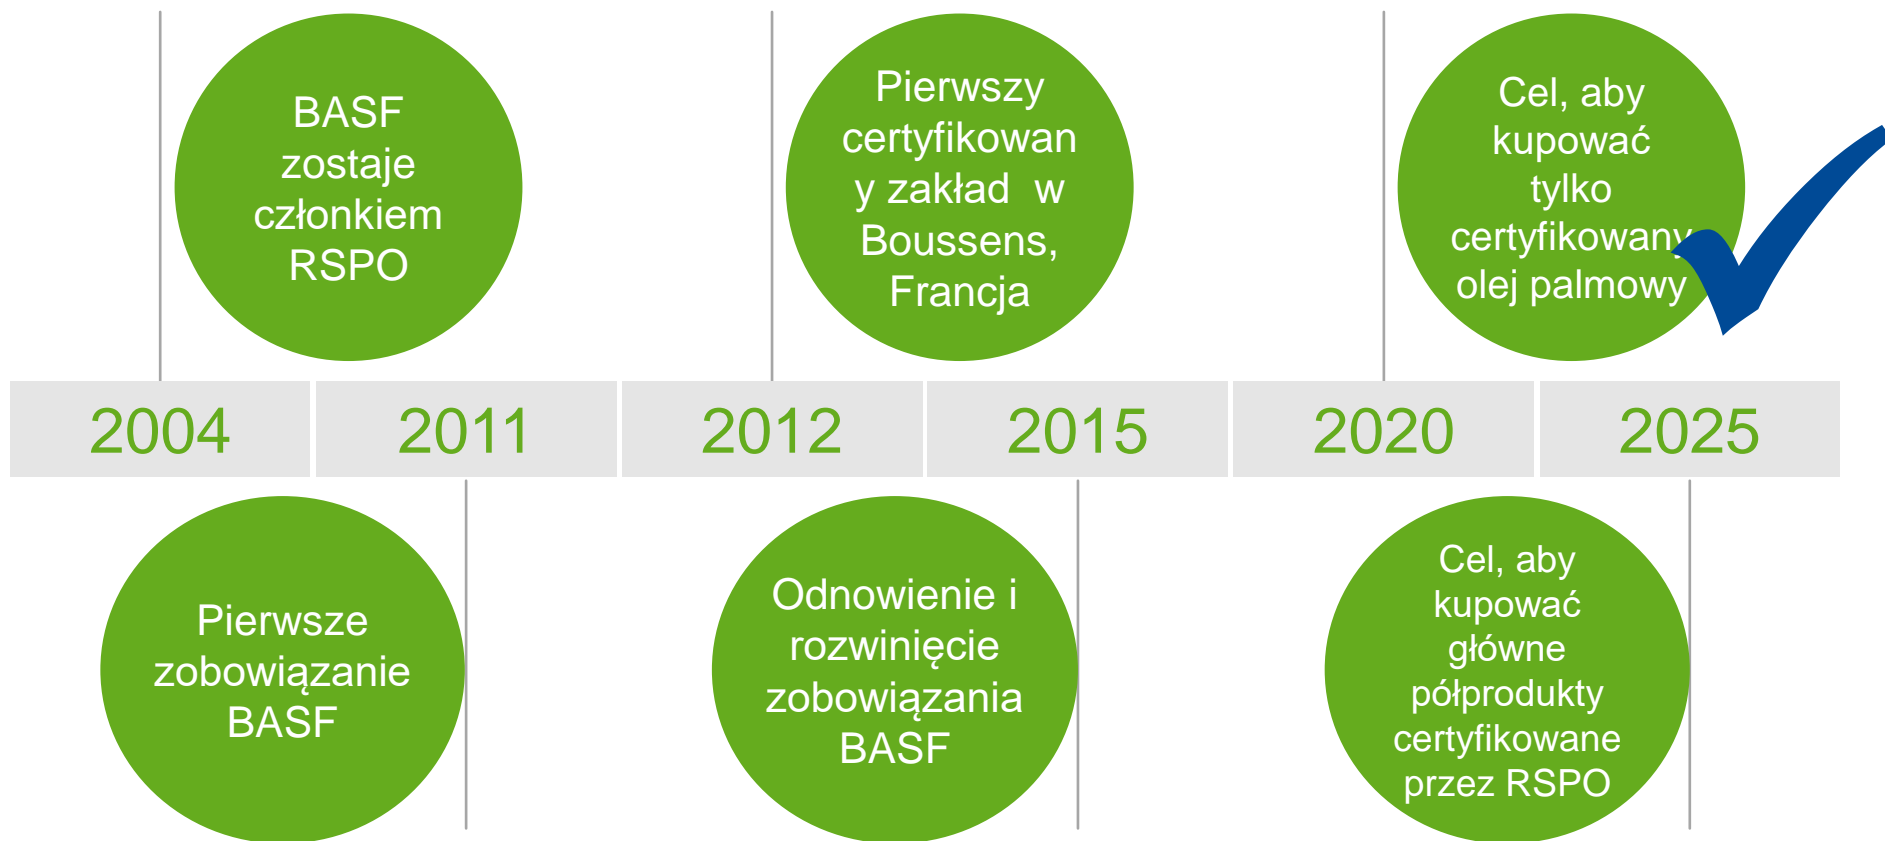 BASF
zostaje
członkiem
RSPO
Pierwszy
certyfikowan
y zakład w
Boussens,
Francja
Cel, aby
kupować
tylko
certyfikowany
olej palmowy
2004
2011
2012
2015
2020
2025
Pierwsze
zobowiązanie
BASF
Odnowienie i
rozwinięcie
zobowiązania
BASF
Cel, aby
kupować
główne
półprodukty
certyfikowane
przez RSPO